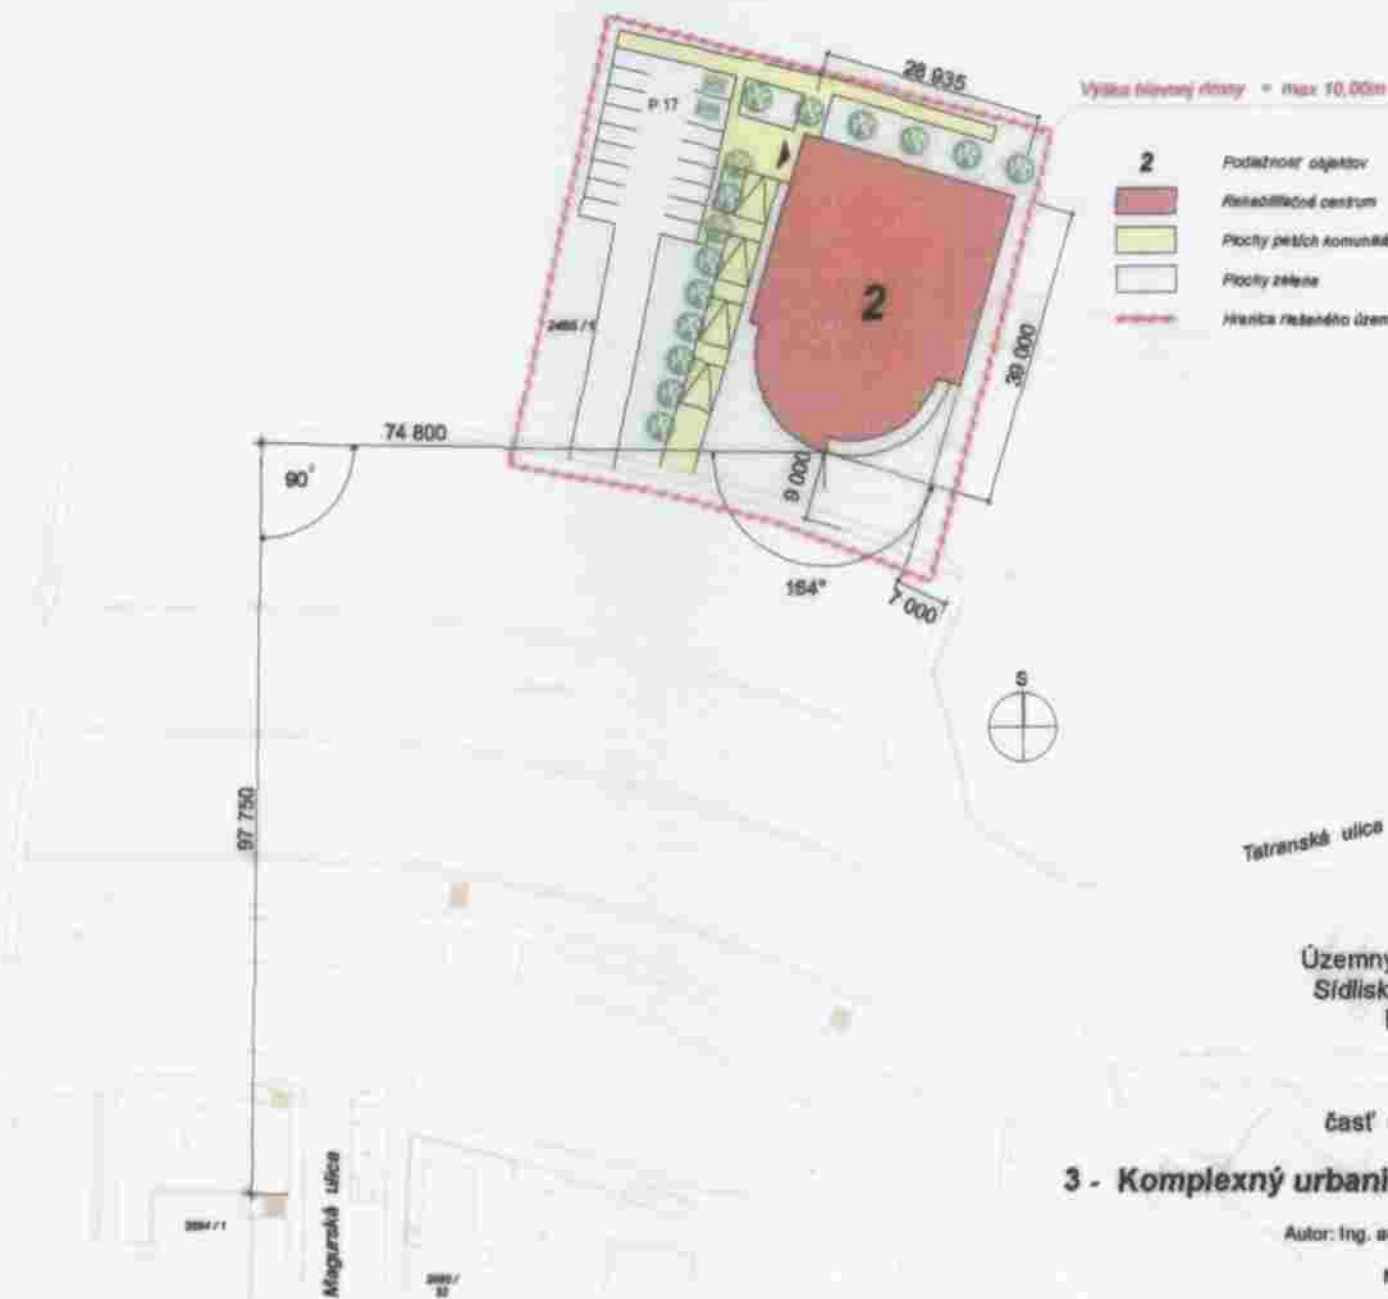 28 935
Výška hlavnej rímsy = max 10,00m
P 17
2
Podlažnosť objektov
Rehabilitačné centrum
Plochy peších komuniká
Plochy zelene
Hranica riešeného územ
2
39 000
74 800
90°
9 000
164°
7 000
S
97 750
Tatranská ulica
Územný
Sídlisk
časť
3 - Komplexný urbani
Autor: Ing. a
Magurská ulica